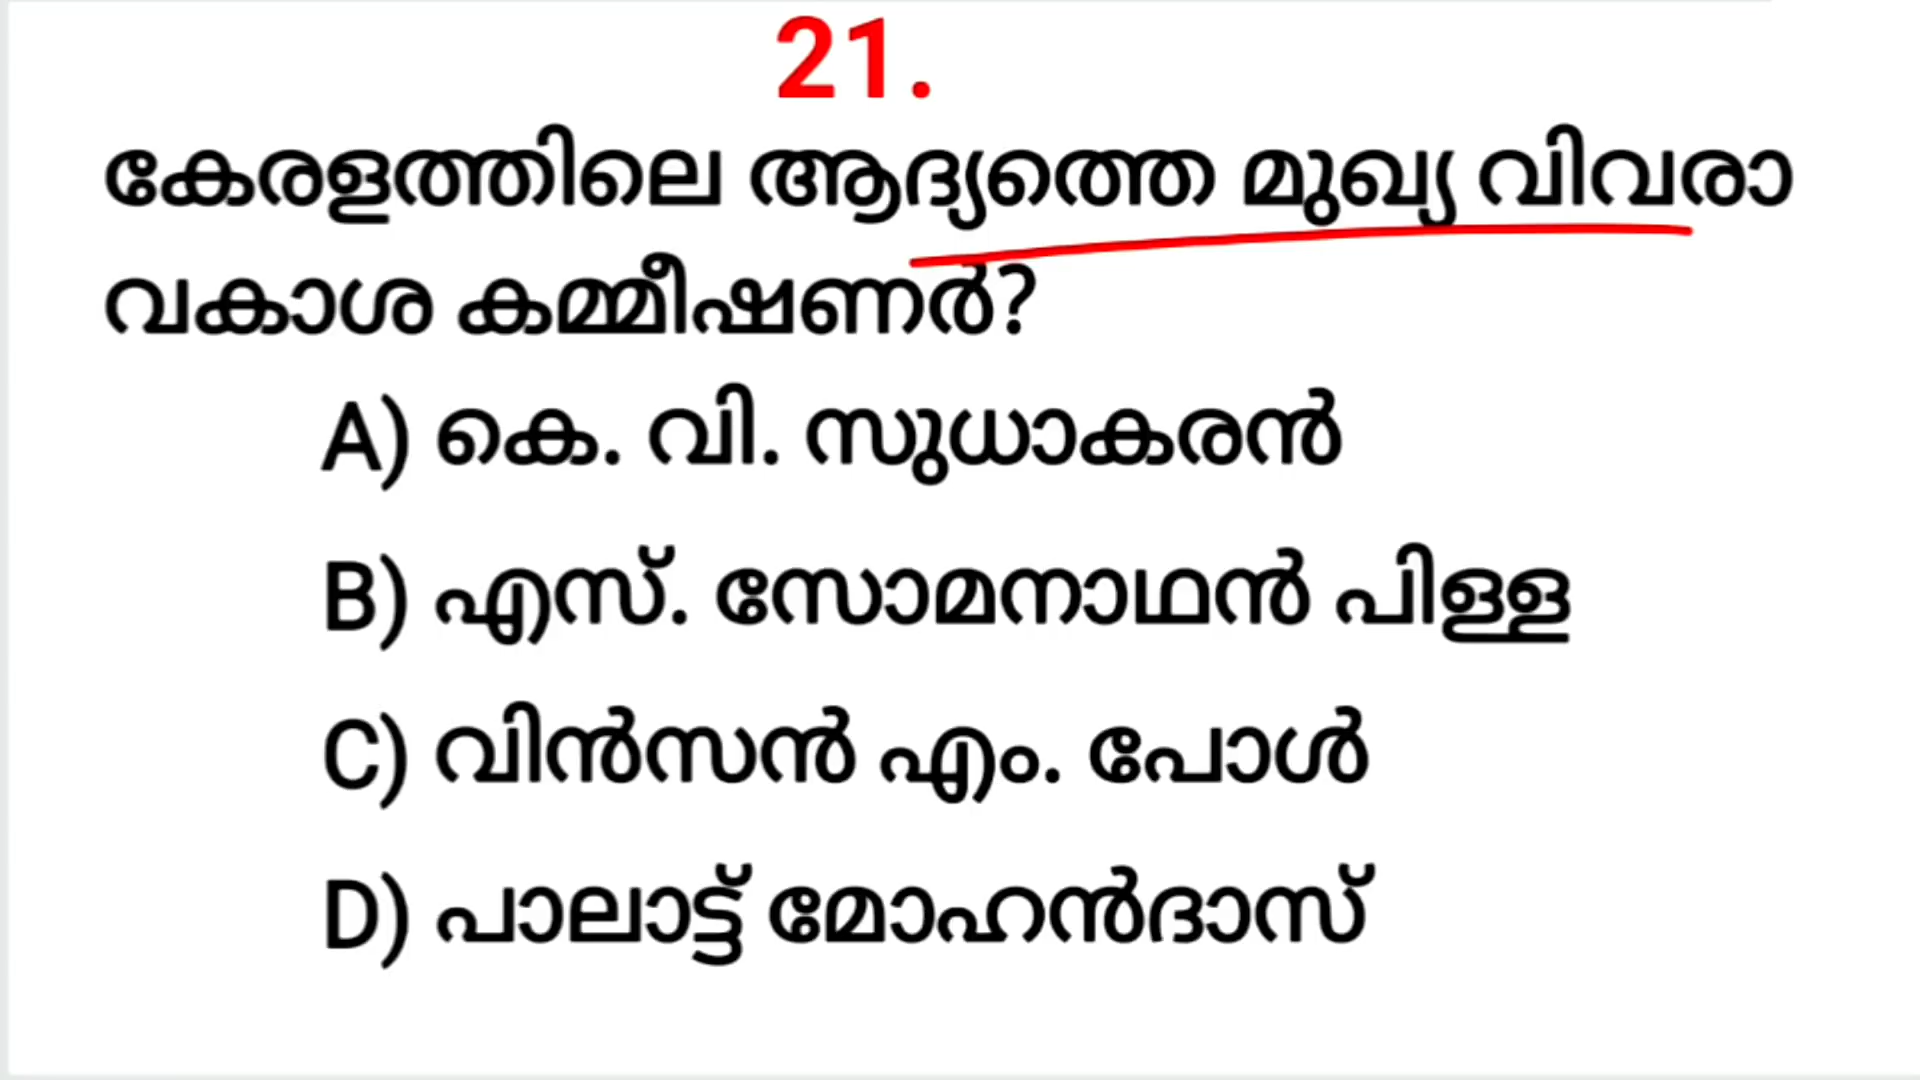 21.
കേരളത്തിലെ ആദ്യത്തെ മുഖ്യ വിവരാ
വകാശ കമ്മീഷണർ?
A) കെ. വി. സുധാകരൻ
B) എസ്. സോമനാഥൻ പിള്ള
C) വിൻസൻ എം. പോൾ
D) പാലാട്ട് മോഹൻദാസ്